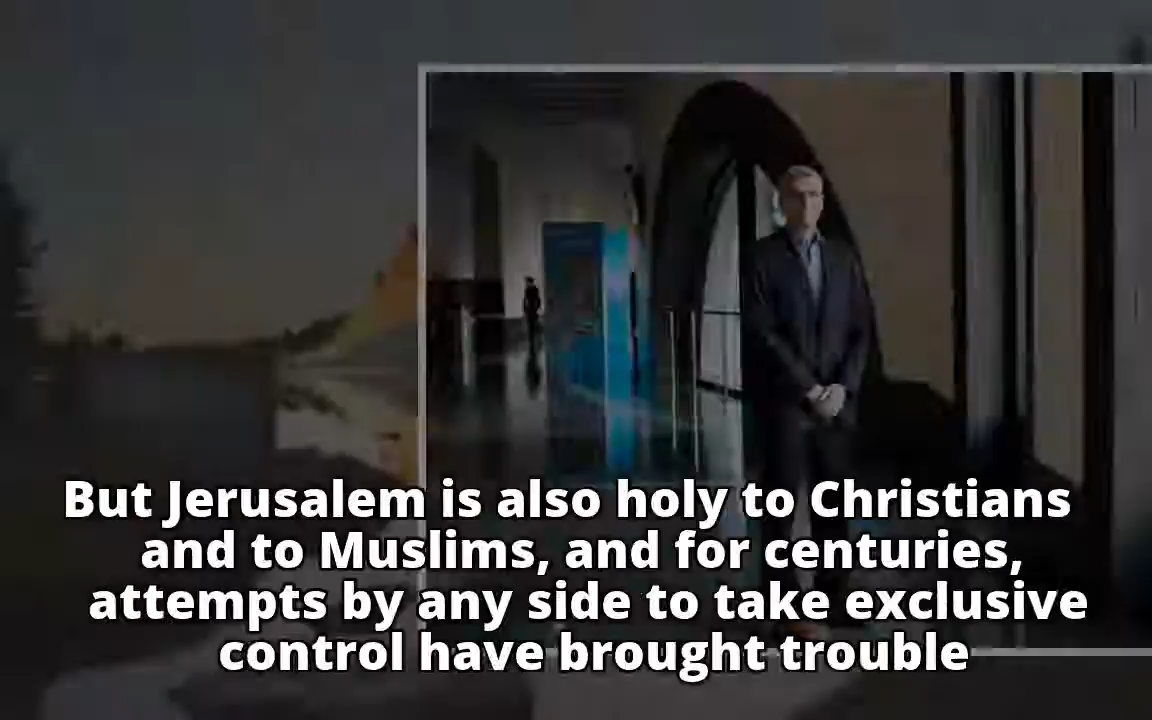 But Jerusalem is also holy to Christians
and to Muslims, and for centuries,
attempts by any side to take exclusive
control have brought trouble